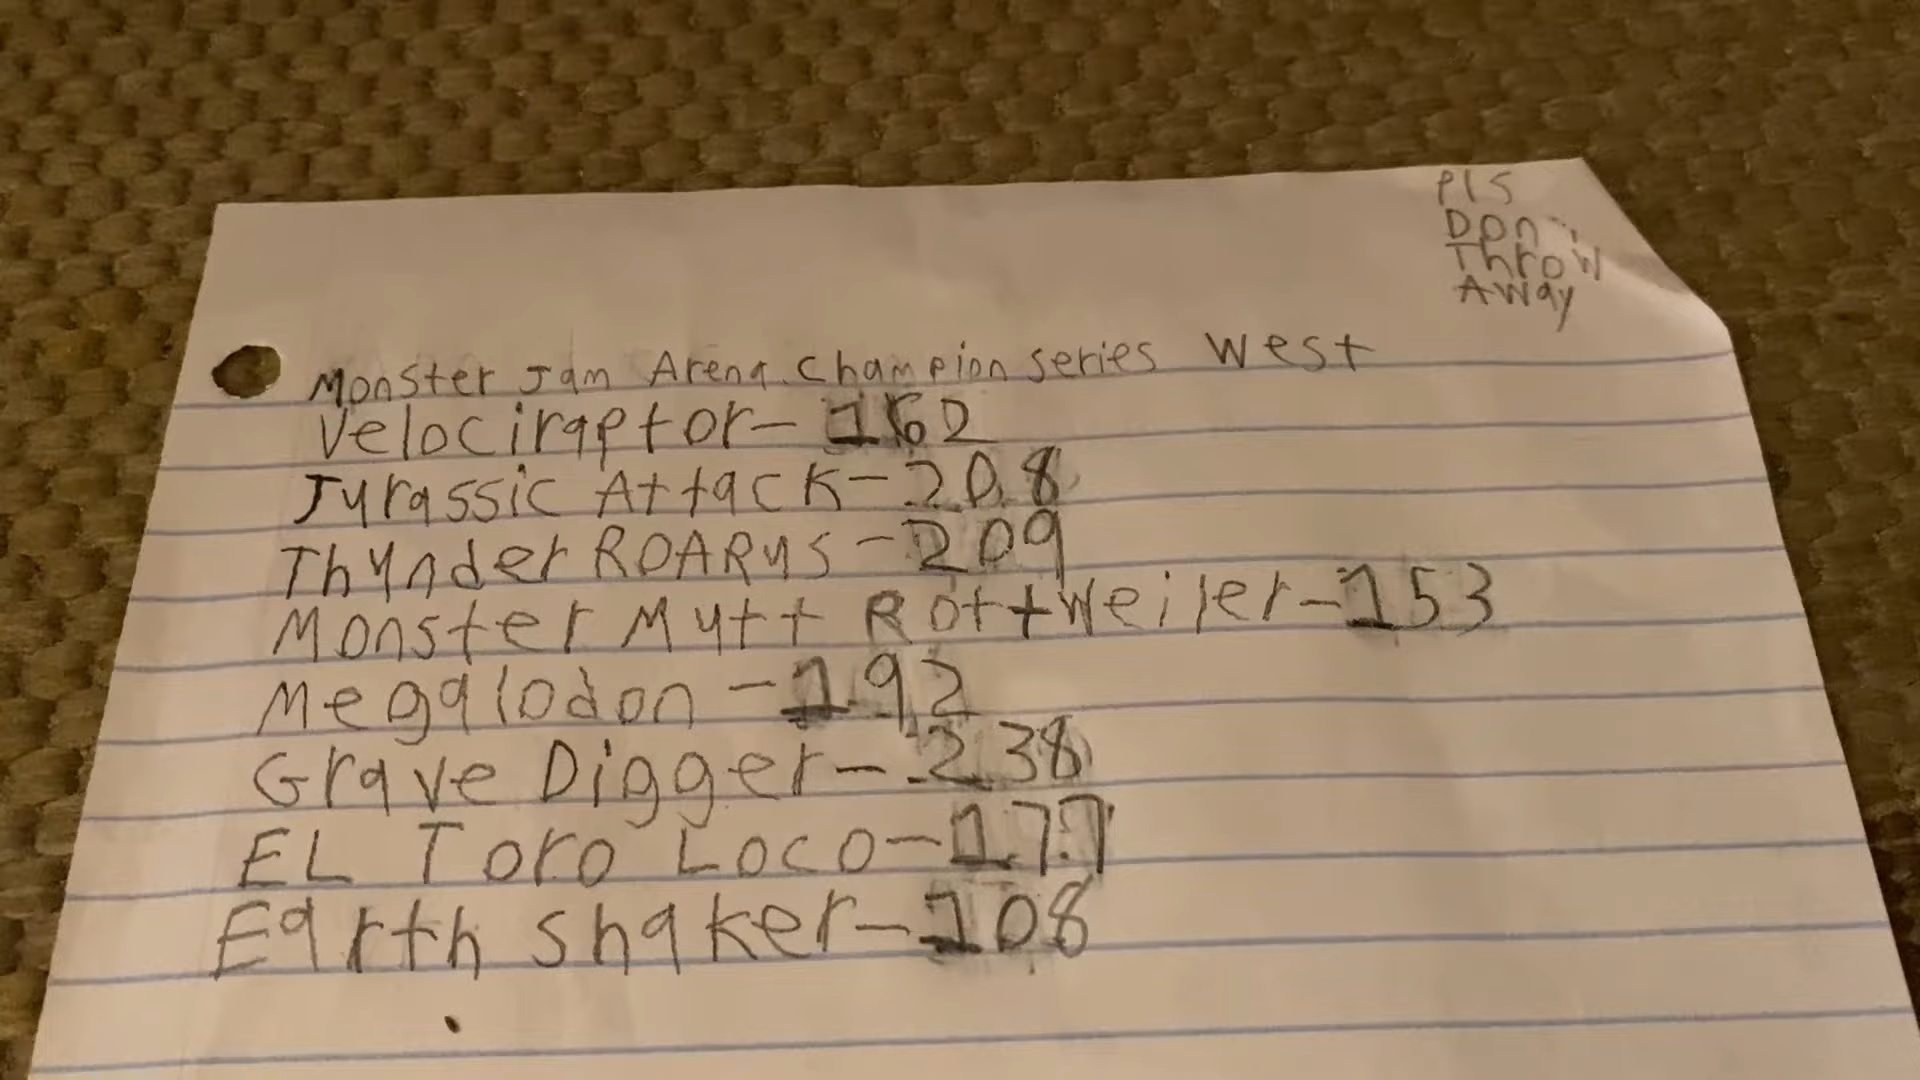 Pls
Don
Throw
Away
Monster Jam Arena Champion series West
Velociraptor- 162
Jurassic Attack-208
Thunder ROARus-209
Monster Mutt Rottweiler-153
Megalodon-192
Grave Digger-238
EL Toro Loco-177
Earth shaker-108